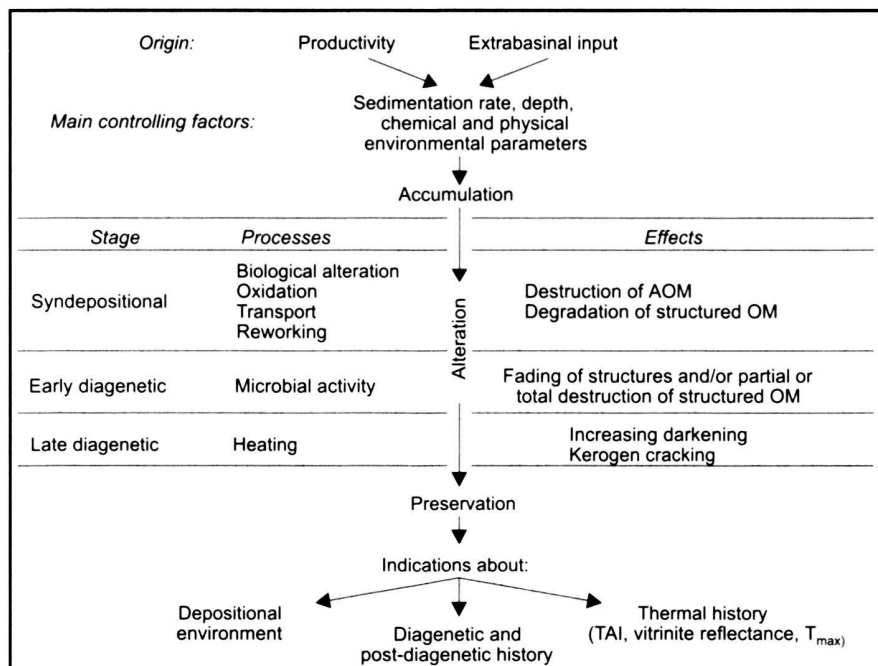 Origin: Productivity Extrabasinal input
Main controlling factors: Sedimentation rate, depth,
chemical and physical
environmental parameters
Accumulation
Stage Processes Effects
Syndepositional
Biological alteration
Oxidation
Transport
Reworking
Alteration
Destruction of AOM
Degradation of structured OM
Early diagenetic Microbial activity
Fading of structures and/or partial or
total destruction of structured OM
Late diagenetic Heating
Increasing darkening
Kerogen cracking
Preservation
Indications about:
Depositional
environment
Diagenetic and
post-diagenetic history
Thermal history
(TAI, vitrinite reflectance, Tmax)